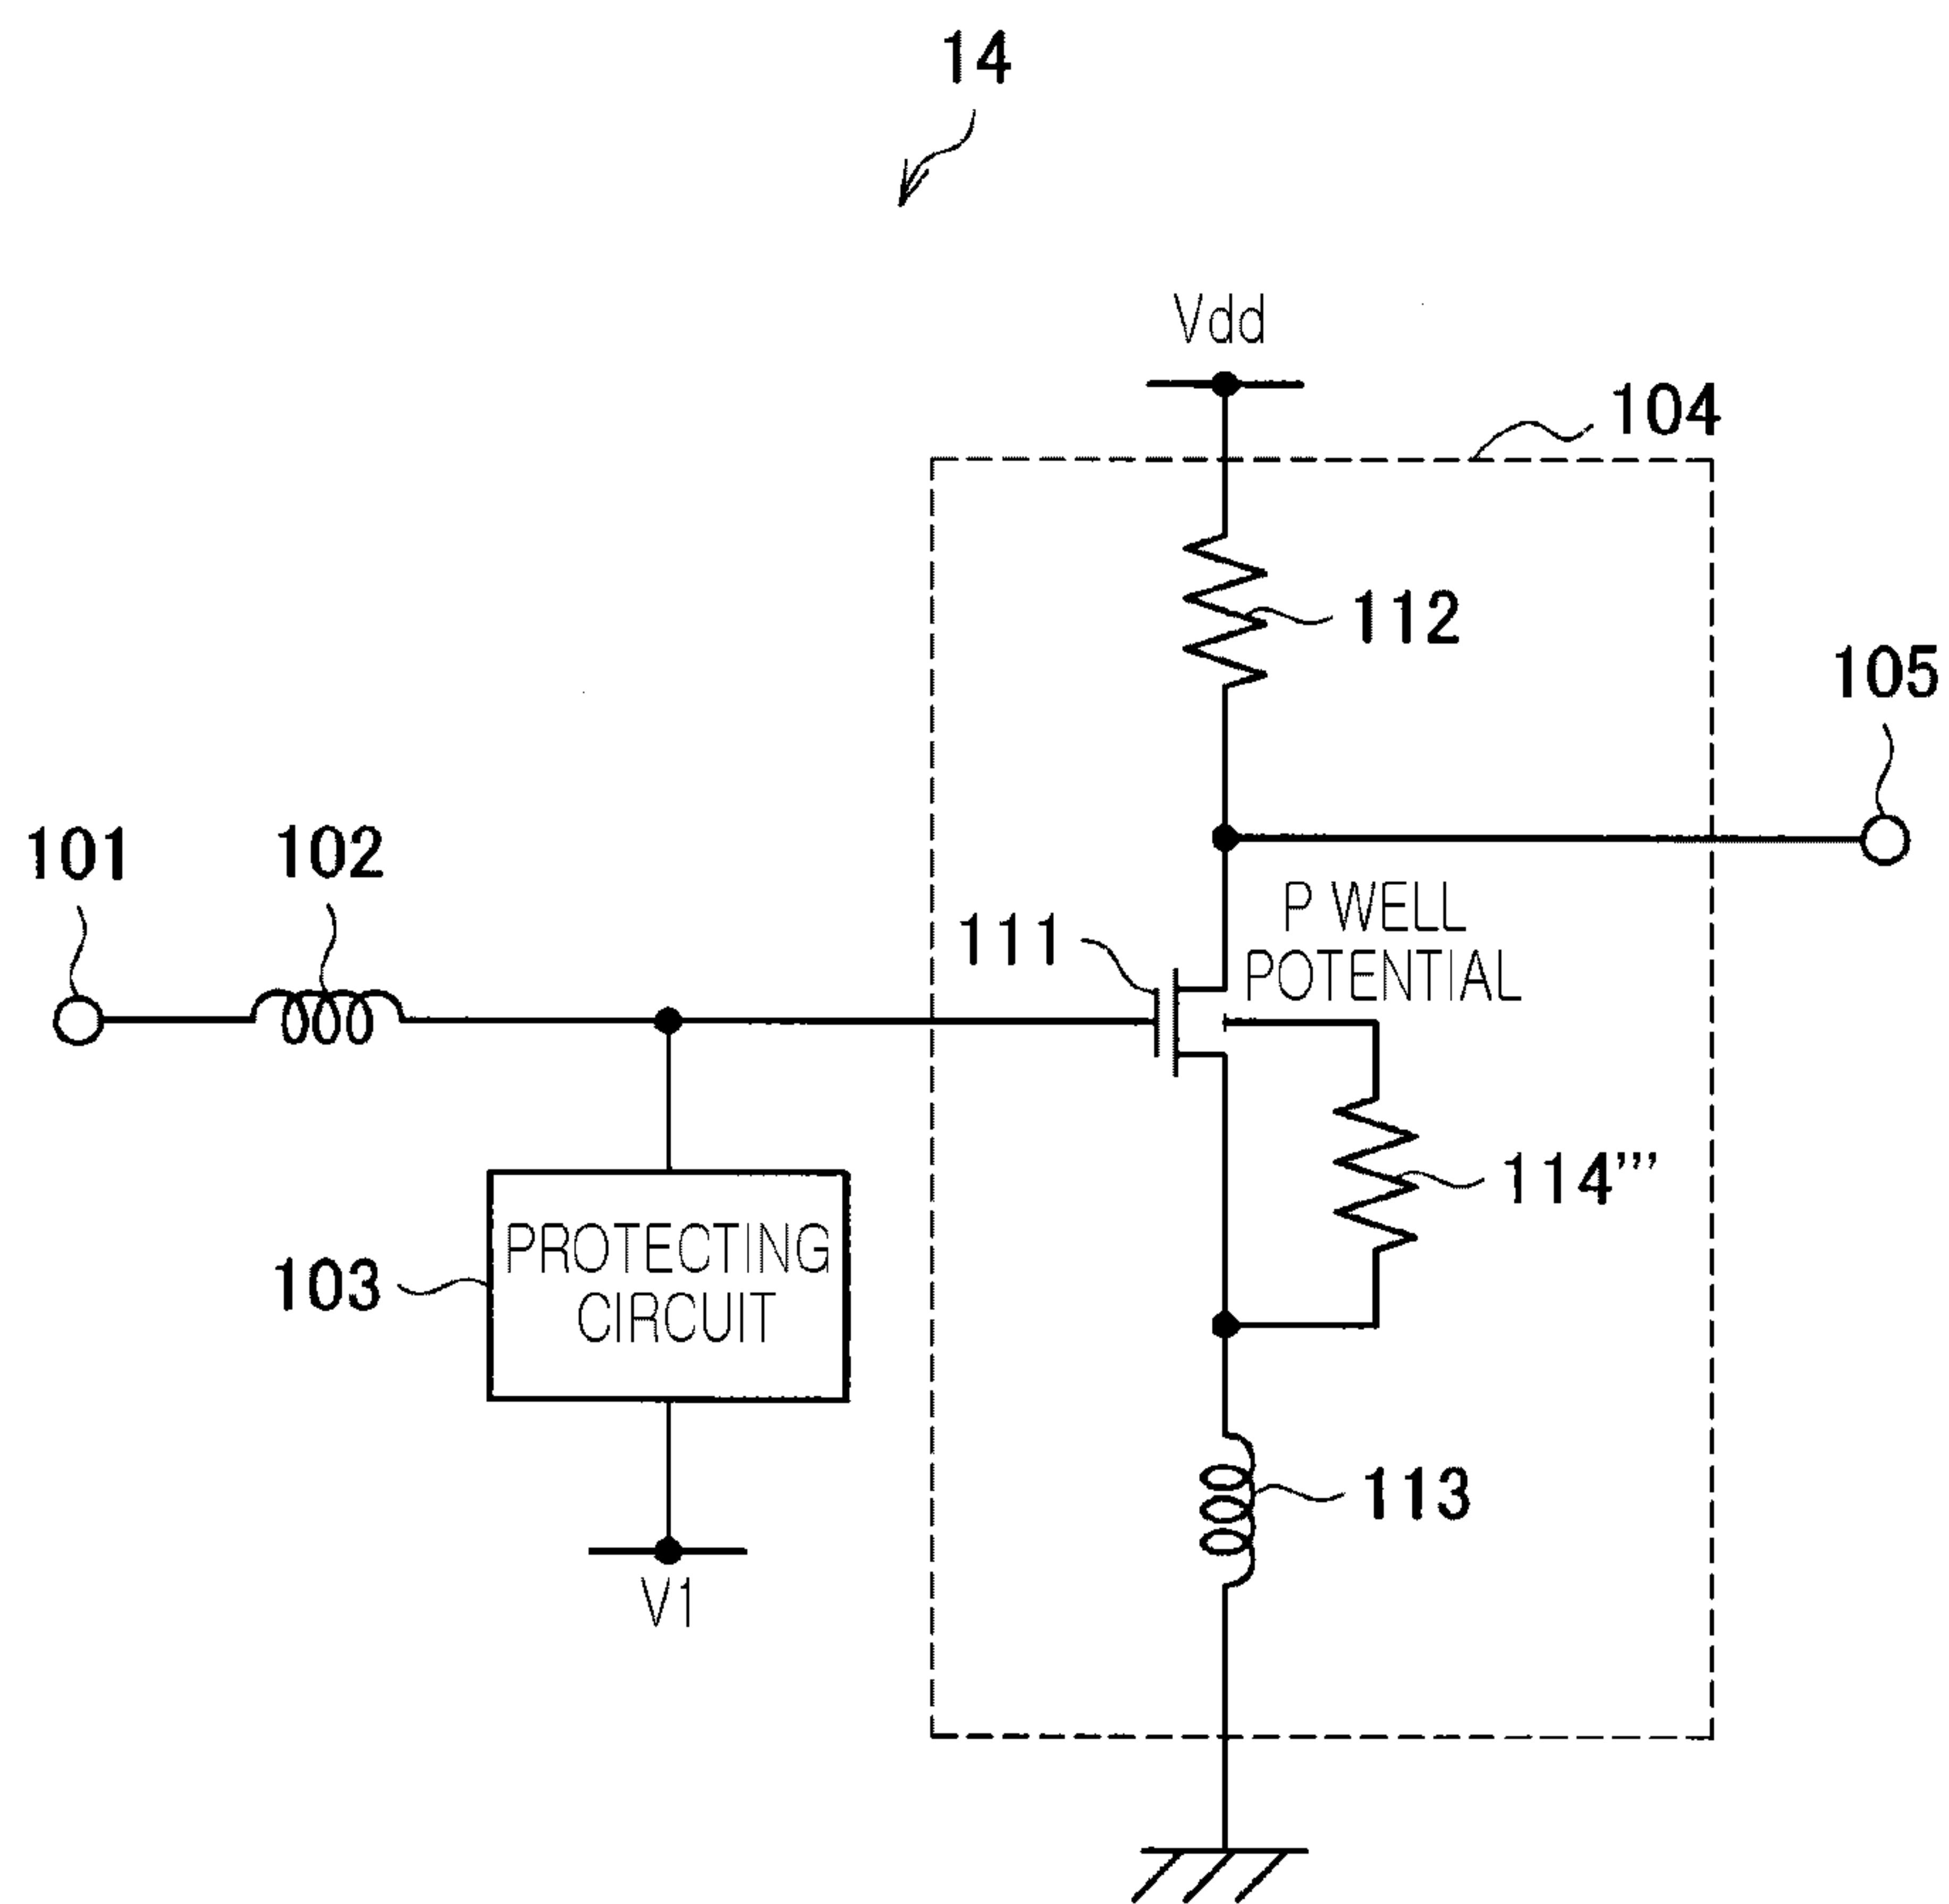 14
Vdd
104
112
105
101
102
P WELL
POTENTIAL
111
114'''
PROTECTING
CIRCUIT
103
113
V1